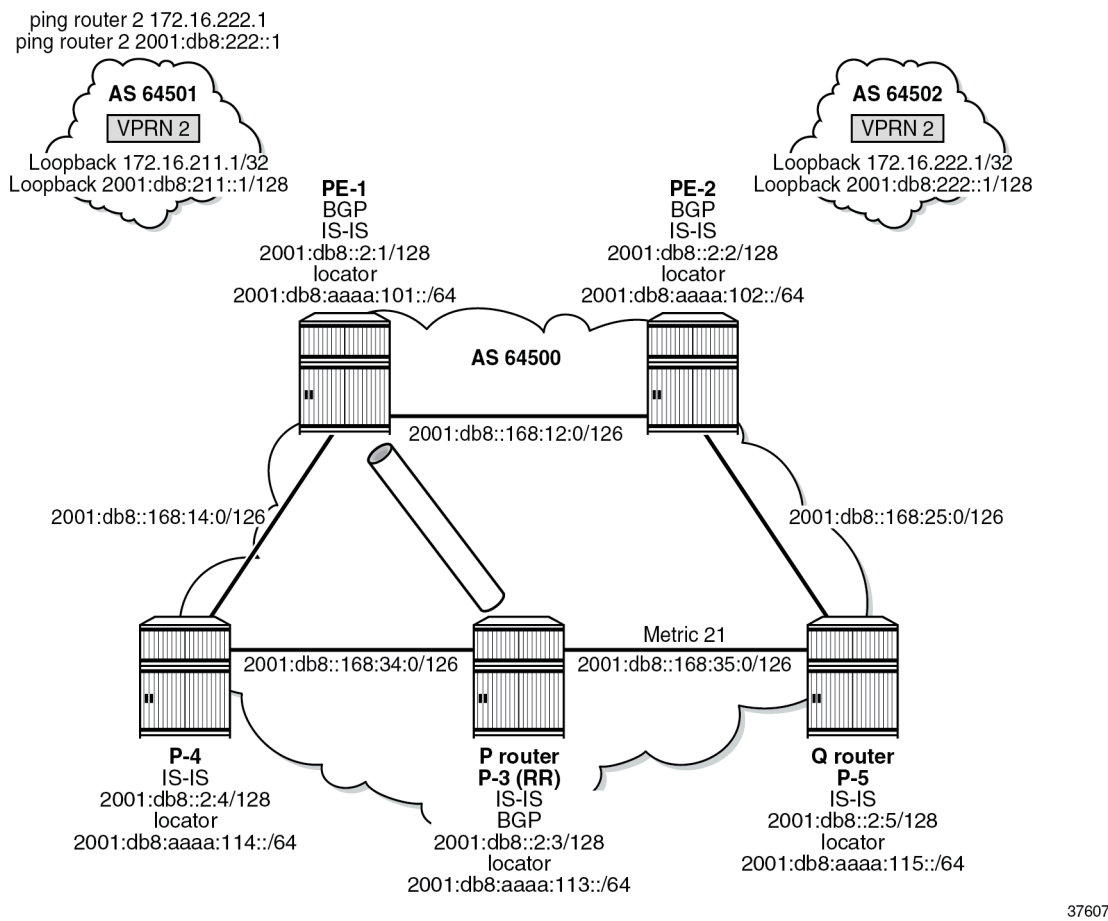 ping router 2 172.16.222.1
ping router 2 2001:db8:222::1
AS 64501
VPRN 2
Loopback 172.16.211.1/32
Loopback 2001:db8:211::1/128
AS 64502
VPRN 2
Loopback 172.16.222.1/32
Loopback 2001:db8:222::1/128
PE-1
BGP
IS-IS
2001:db8::2:1/128
locator
2001:db8:aaaa:101::/64
PE-2
BGP
IS-IS
2001:db8::2:2/128
locator
2001:db8:aaaa:102::/64
AS 64500
2001:db8::168:12:0/126
2001:db8::168:14:0/126
2001:db8::168:25:0/126
Metric 21
2001:db8::168:34:0/126
2001:db8::168:35:0/126
P-4
IS-IS
2001:db8::2:4/128
locator
2001:db8:aaaa:114::/64
P router
P-3 (RR)
IS-IS
BGP
2001:db8::2:3/128
locator
2001:db8:aaaa:113::/64
Q router
P-5
IS-IS
2001:db8::2:5/128
locator
2001:db8:aaaa:115::/64
37607